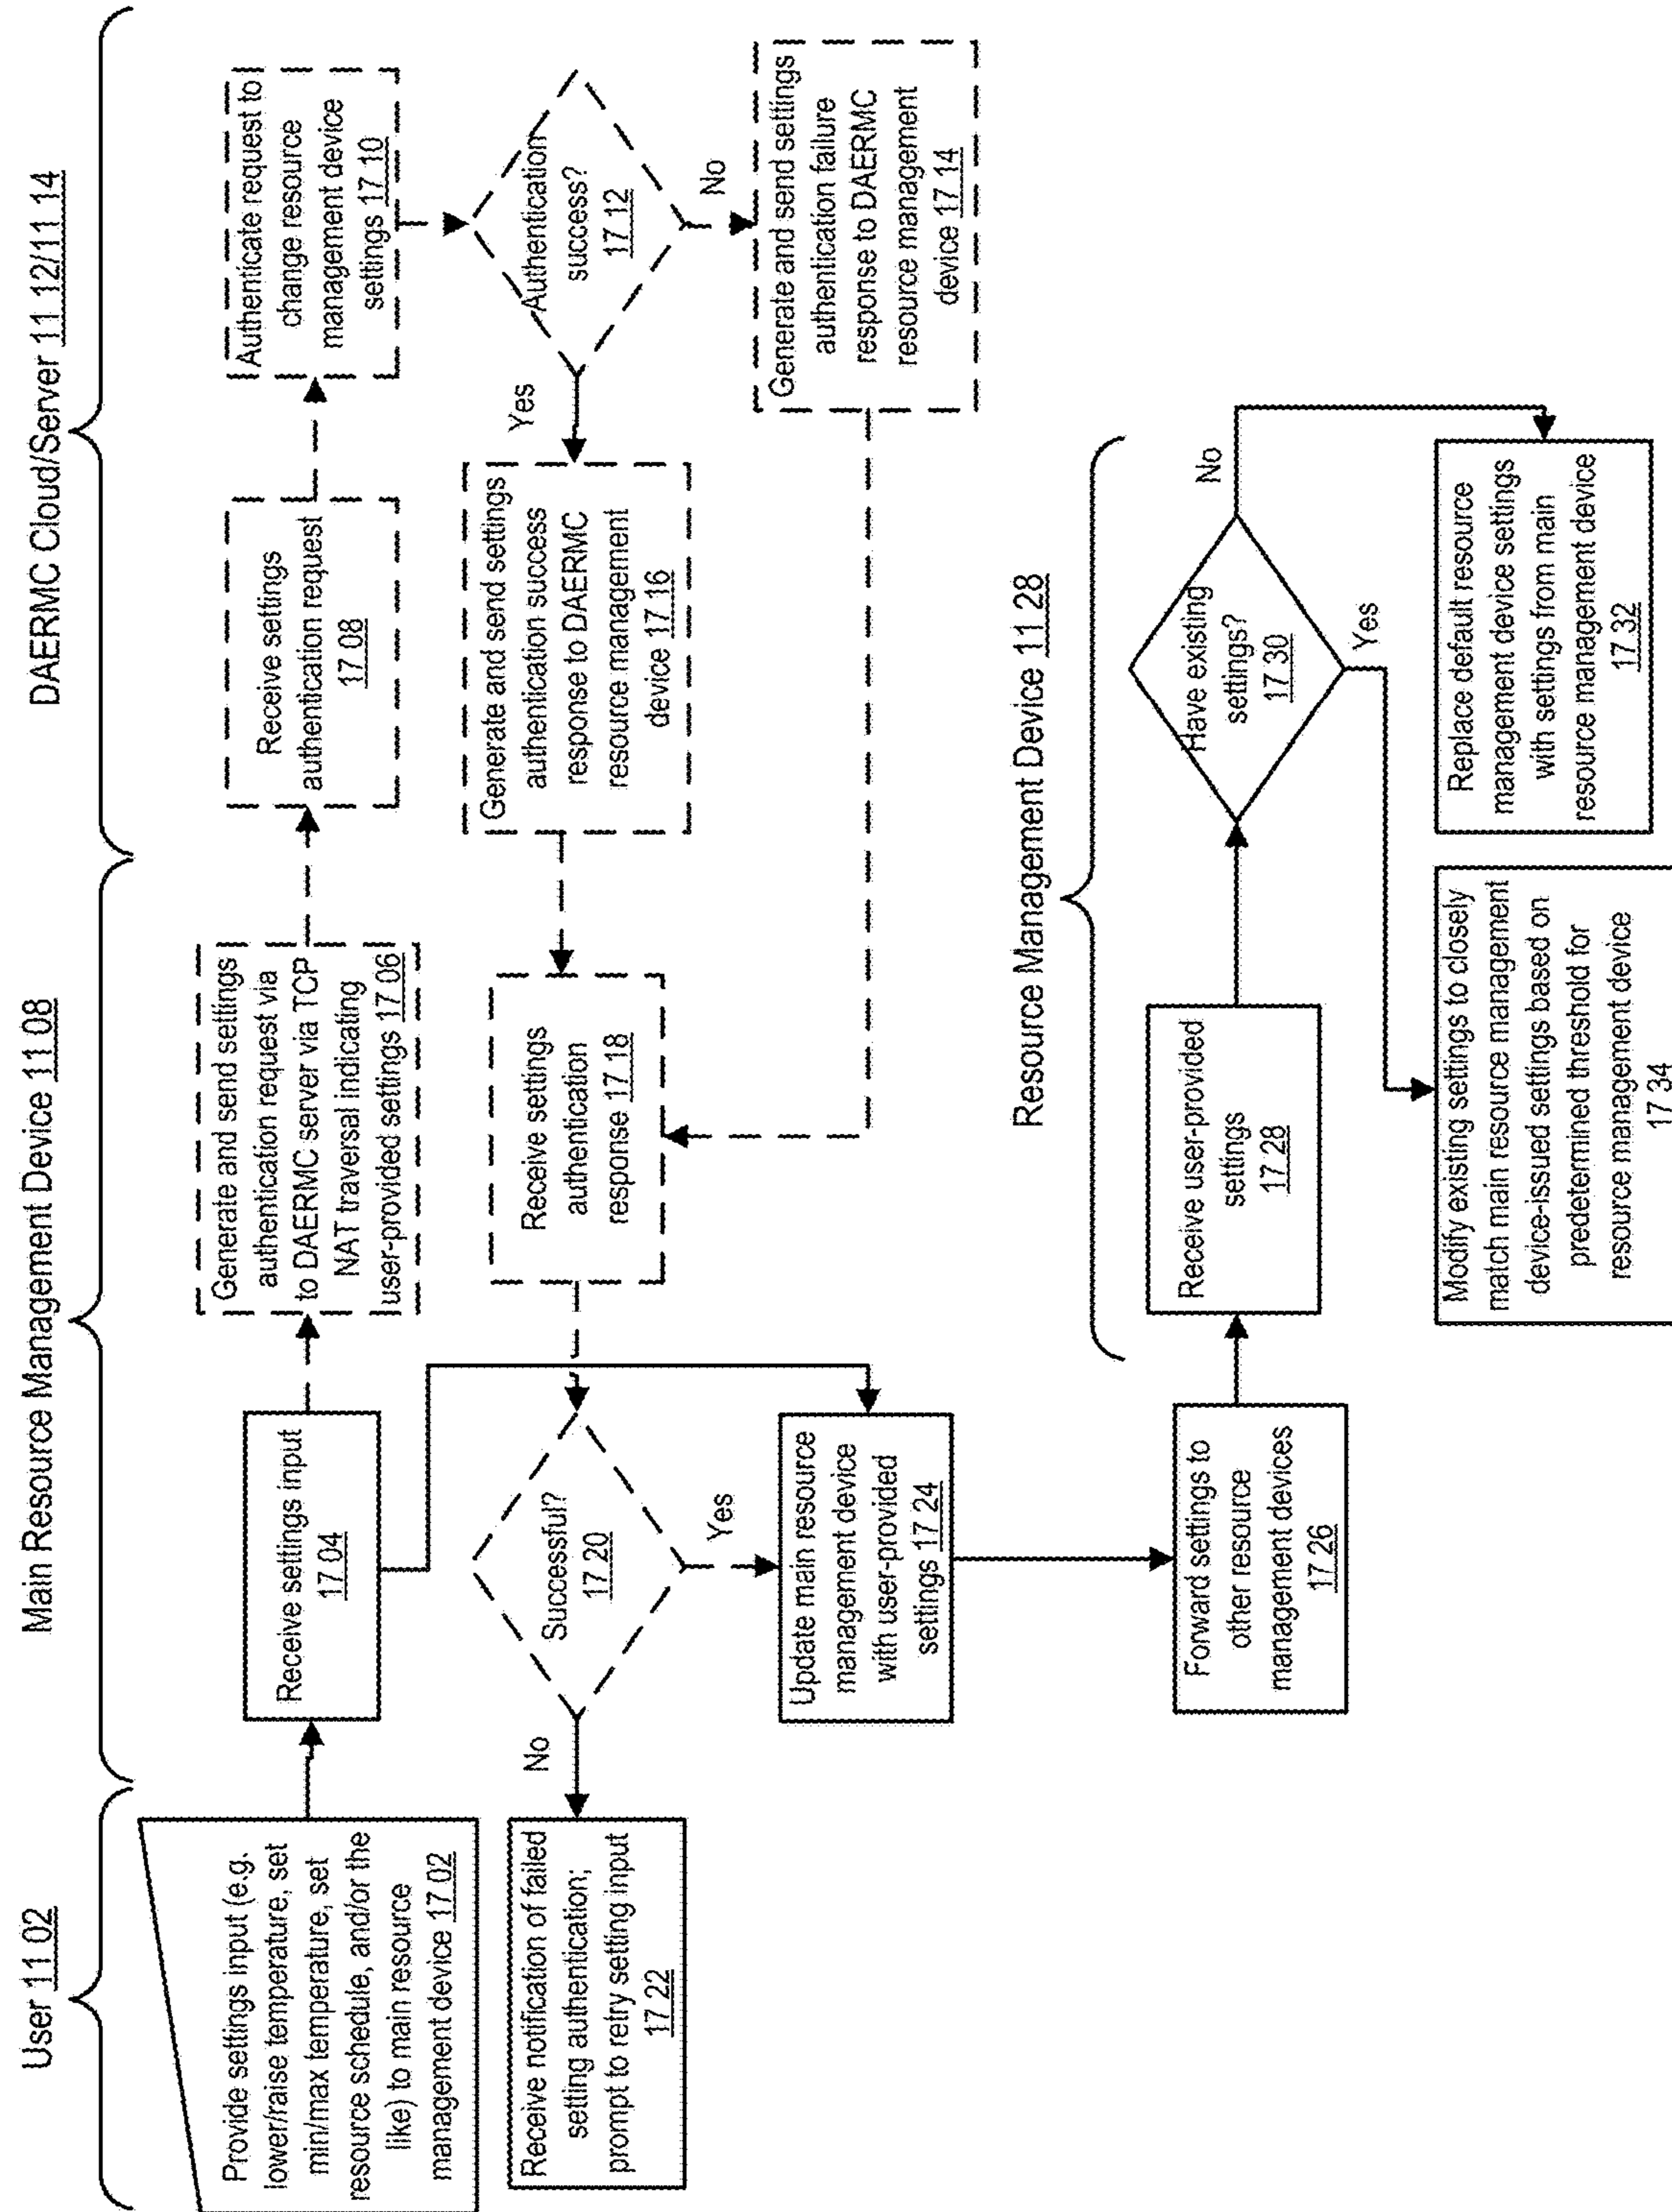 User 11 02
Main Resource Management Device 11 08
DAERMC Cloud/Server 11 12/11 14
Provide settings input (e.g.
lower/raise temperature, set
min/max temperature, set
resource schedule, and/or the
like) to main resource
management device 17 02
Receive settings input
17 04
Generate and send settings
authentication request via
to DAERMC server via TCP
NAT traversal indicating
user-provided settings 17 06
Receive settings
authentication request
17 08
Authenticate request to
change resource
management device
settings 17 10
Authentication
success?
17 12
No
Yes
Generate and send settings
authentication failure
response to DAERMC
resource management
device 17 14
Generate and send settings
authentication success
response to DAERMC
resource management
device 17 16
Receive settings
authentication
response 17 18
Successful?
17 20
No
Yes
Receive notification of failed
setting authentication;
prompt to retry setting input
17 22
Update main resource
management device
with user-provided
settings 17 24
Forward settings to
other resource
management devices
17 26
Resource Management Device 11 28
Receive user-provided
settings
17 28
Have existing
settings?
17 30
No
Yes
Replace default resource
management device settings
with settings from main
resource management device
17 32
Modify existing settings to closely
match main resource management
device-issued settings based on
predetermined threshold for
resource management device
17 34